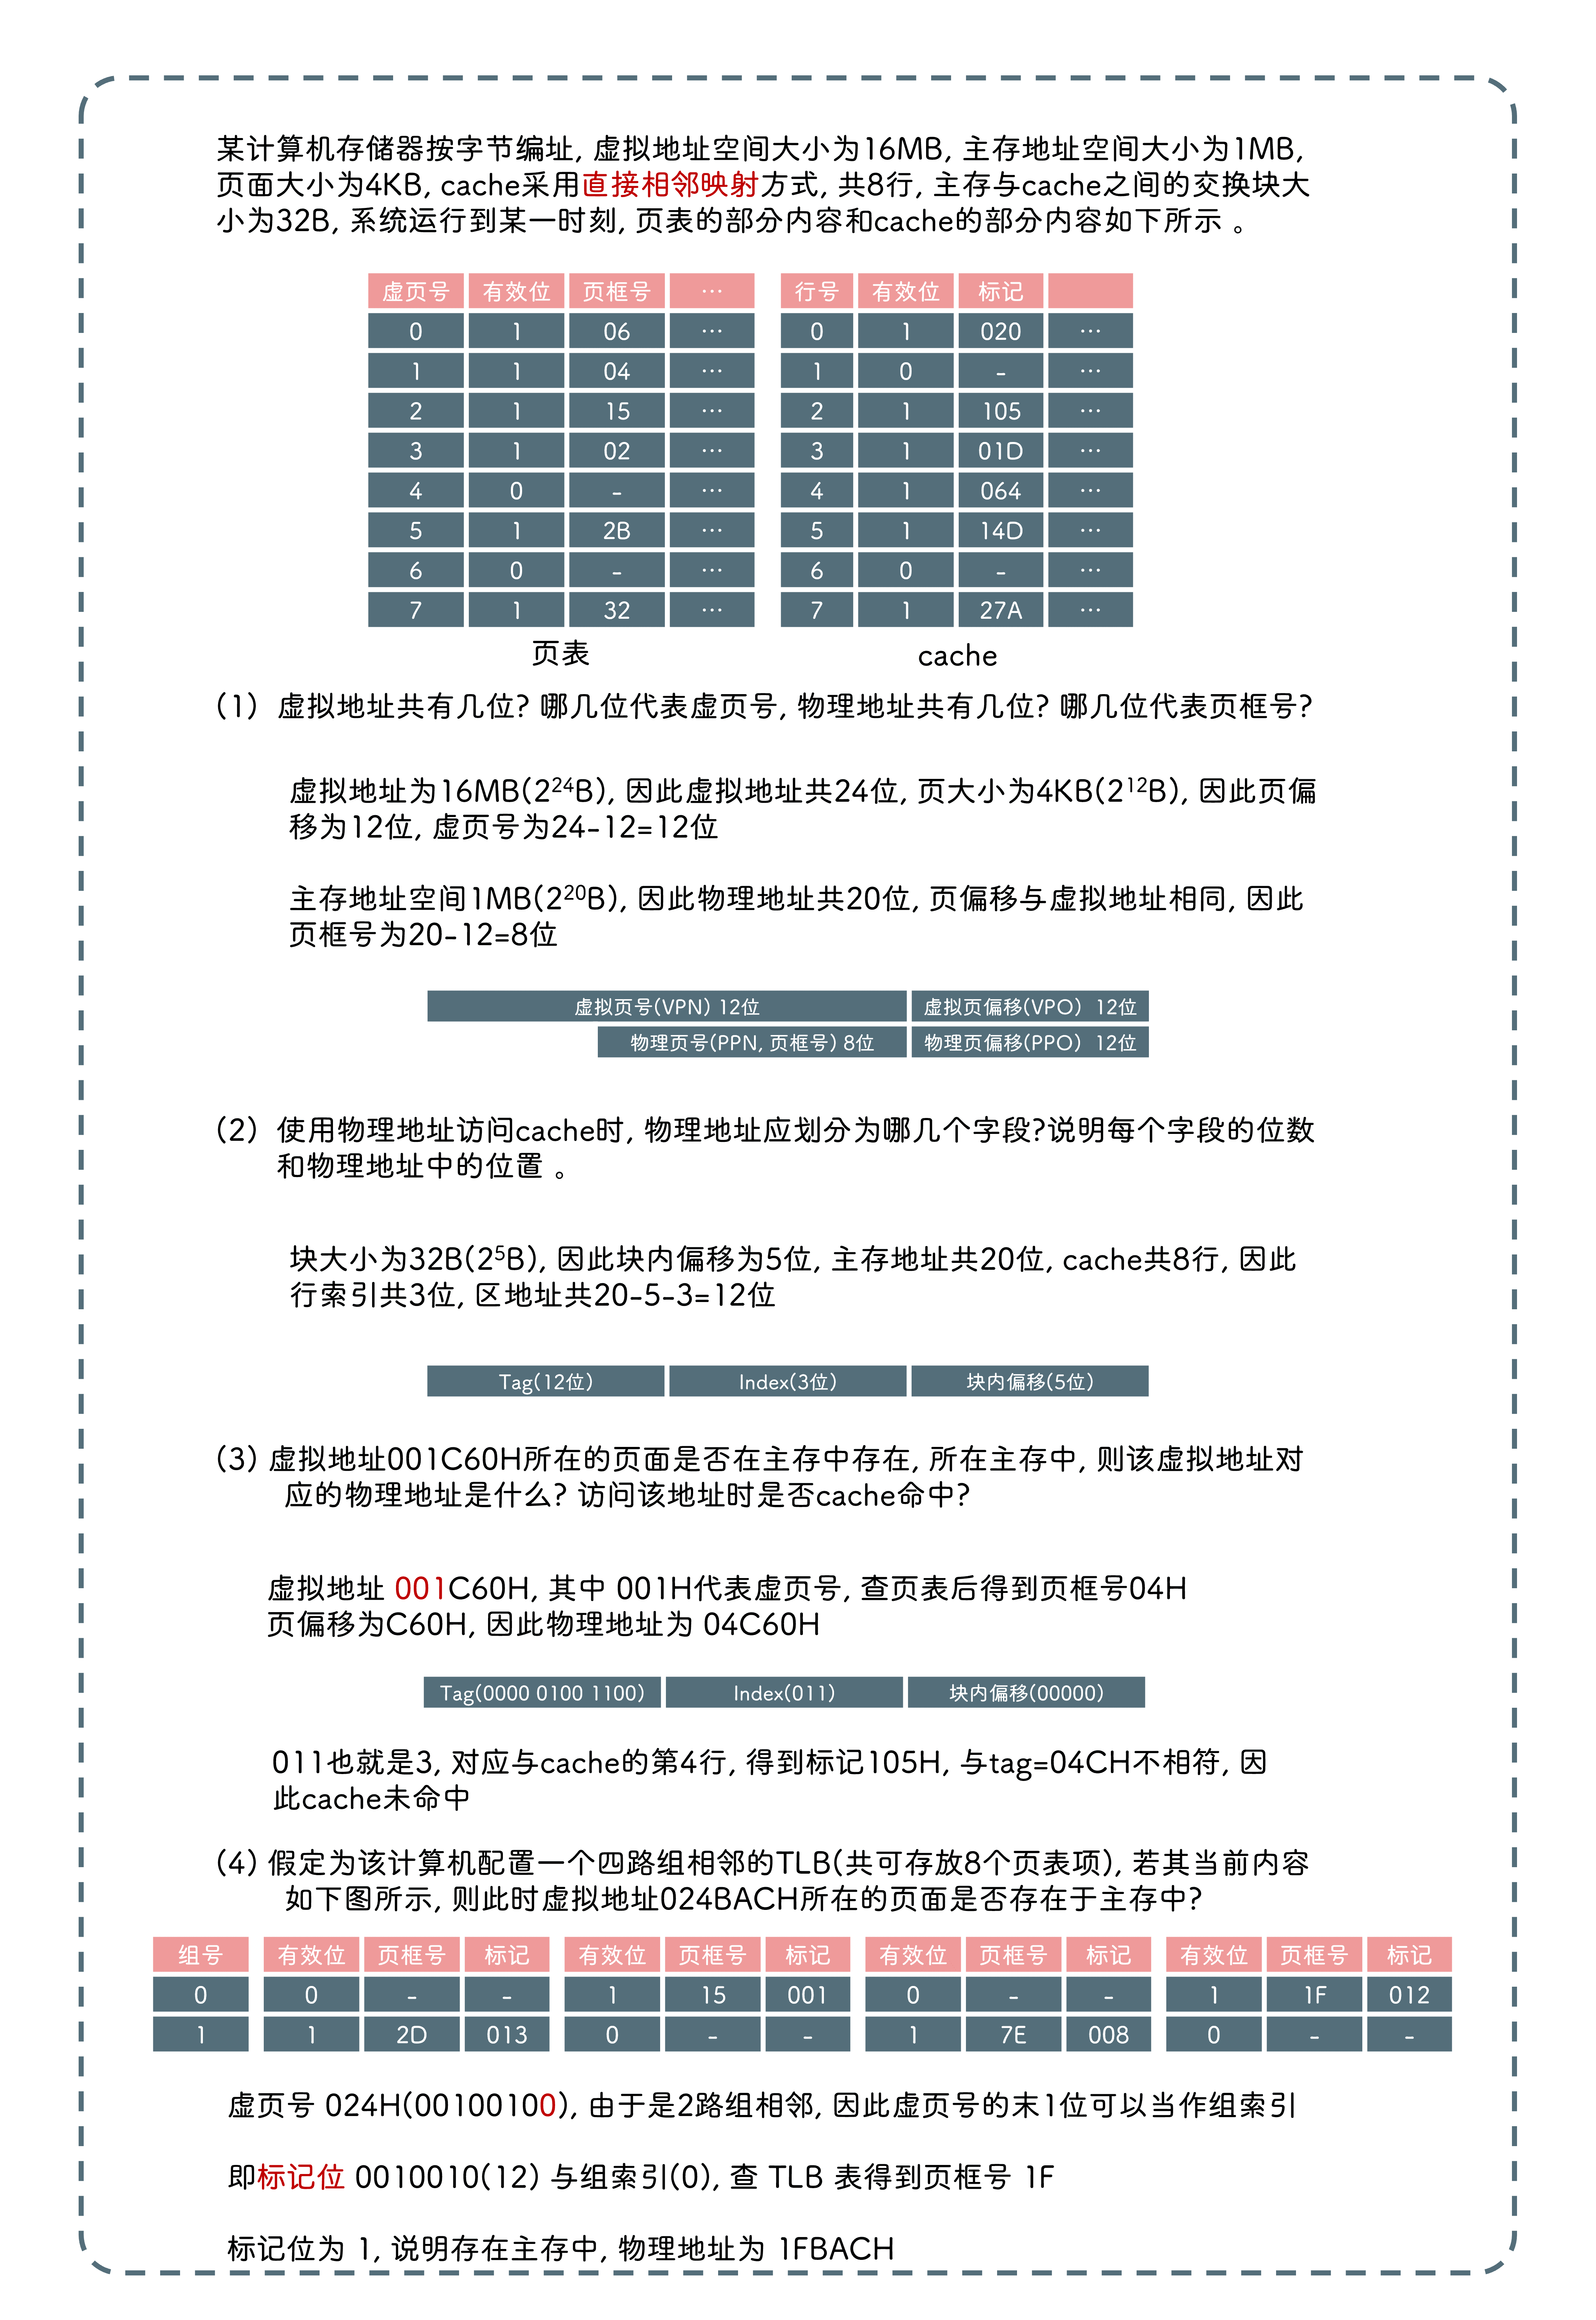 某计算机存储器按字节编址, 虚拟地址空间大小为16MB, 主存地址空间大小为1MB,
页面大小为4KB, cache采用直接相邻映射方式, 共8行, 主存与cache之间的交换块大
小为32B, 系统运行到某一时刻, 页表的部分内容和cache的部分内容如下所示 。
虚页号 有效位 页框号 … 行号 有效位 标记
0 1 06 … 0 1 020 …
1 1 04 … 1 0 - …
2 1 15 … 2 1 105 …
3 1 02 … 3 1 01D …
4 0 - … 4 1 064 …
5 1 2B … 5 1 14D …
6 0 - … 6 0 - …
7 1 32 … 7 1 27A …
页表 cache
(1) 虚拟地址共有几位? 哪几位代表虚页号, 物理地址共有几位? 哪几位代表页框号?
虚拟地址为16MB(2²⁴B), 因此虚拟地址共24位, 页大小为4KB(2¹²B), 因此页偏
移为12位, 虚页号为24-12=12位
主存地址空间1MB(2²⁰B), 因此物理地址共20位, 页偏移与虚拟地址相同, 因此
页框号为20-12=8位
虚拟页号(VPN) 12位 虚拟页偏移(VPO) 12位
物理页号(PPN, 页框号) 8位 物理页偏移(PPO) 12位
(2) 使用物理地址访问cache时, 物理地址应划分为哪几个字段?说明每个字段的位数
和物理地址中的位置 。
块大小为32B(2⁵B), 因此块内偏移为5位, 主存地址共20位, cache共8行, 因此
行索引共3位, 区地址共20-5-3=12位
Tag(12位) Index(3位) 块内偏移(5位)
(3) 虚拟地址001C60H所在的页面是否在主存中存在, 所在主存中, 则该虚拟地址对
应的物理地址是什么? 访问该地址时是否cache命中?
虚拟地址 001C60H, 其中 001H代表虚页号, 查页表后得到页框号04H
页偏移为C60H, 因此物理地址为 04C60H
Tag(0000 0100 1100) Index(011) 块内偏移(00000)
011也就是3, 对应与cache的第4行, 得到标记105H, 与tag=04CH不相符, 因
此cache未命中
(4) 假定为该计算机配置一个四路组相邻的TLB(共可存放8个页表项), 若其当前内容
如下图所示, 则此时虚拟地址024BACH所在的页面是否存在于主存中?
组号 有效位 页框号 标记 有效位 页框号 标记 有效位 页框号 标记 有效位 页框号 标记
0 0 - - 1 15 001 0 - - 1 1F 012
1 1 2D 013 0 - - 1 7E 008 0 - -
虚页号 024H(00100100), 由于是2路组相邻, 因此虚页号的末1位可以当作组索引
即标记位 0010010(12) 与组索引(0), 查 TLB 表得到页框号 1F
标记位为 1, 说明存在主存中, 物理地址为 1FBACH